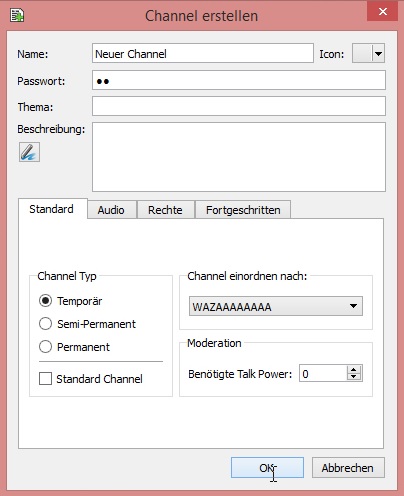 Channel erstellen
Name: Neuer Channel Icon:
Passwort: ●●
Thema:
Beschreibung:
Standard Audio Rechte Fortgeschritten
Channel Typ
Temporär
Semi-Permanent
Permanent
Standard Channel
Channel einordnen nach:
WAZAAAAAAAA
Moderation
Benötigte Talk Power: 0
OK Abbrechen